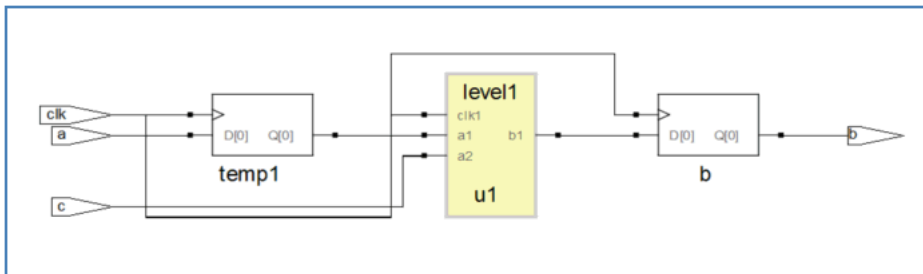 level1
clk
clk1
a
D[0] Q[0]
a1 b1
D[0] Q[0]
b
a2
temp1
b
u1
c